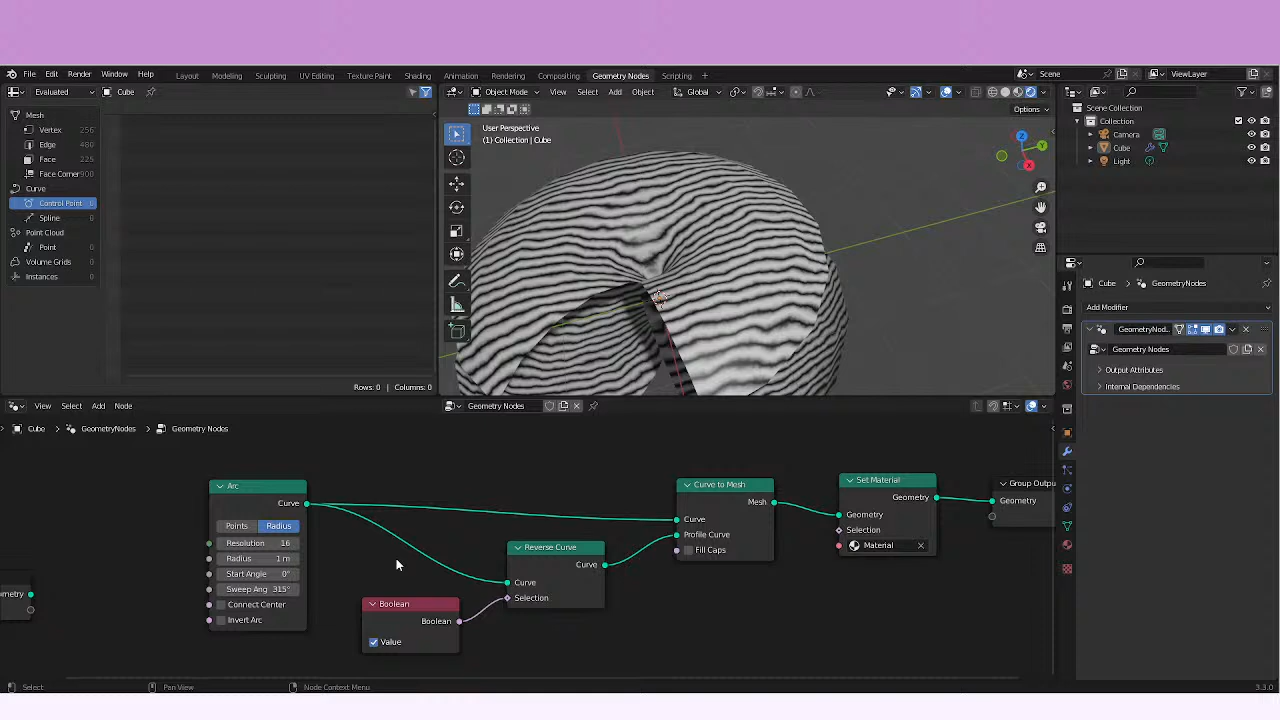 File Edit Render Window Help Layout Modeling Sculpting UV Editing Texture Paint Shading Animation Rendering Compositing Geometry Nodes Scripting + Scene ViewLayer
Evaluated Cube Object Mode View Select Add Object Global
Options
Mesh
Vertex 256
Edge 480
Face 225
Face Corner 900
Curve
Control Point 0
Spline 0
Point Cloud
Point 0
Volume Grids 0
Instances 0
Rows: 0 | Columns: 0
User Perspective
(1) Collection | Cube
Z
Y
X
Scene Collection
Collection
Camera
Cube
Light
Cube GeometryNodes
Add Modifier
GeometryNod..
Geometry Nodes
Output Attributes
Internal Dependencies
View Select Add Node Geometry Nodes
Cube GeometryNodes Geometry Nodes
eometry
Arc
Curve
Points Radius
Resolution 16
Radius 1 m
Start Angle 0°
Sweep Ang 315°
Connect Center
Invert Arc
Boolean
Boolean
Value
Reverse Curve
Curve
Curve
Selection
Curve to Mesh
Mesh
Curve
Profile Curve
Fill Caps
Set Material
Geometry
Geometry
Selection
Material
Group Outpu
Geometry
Select Pan View Node Context Menu 3.3.0